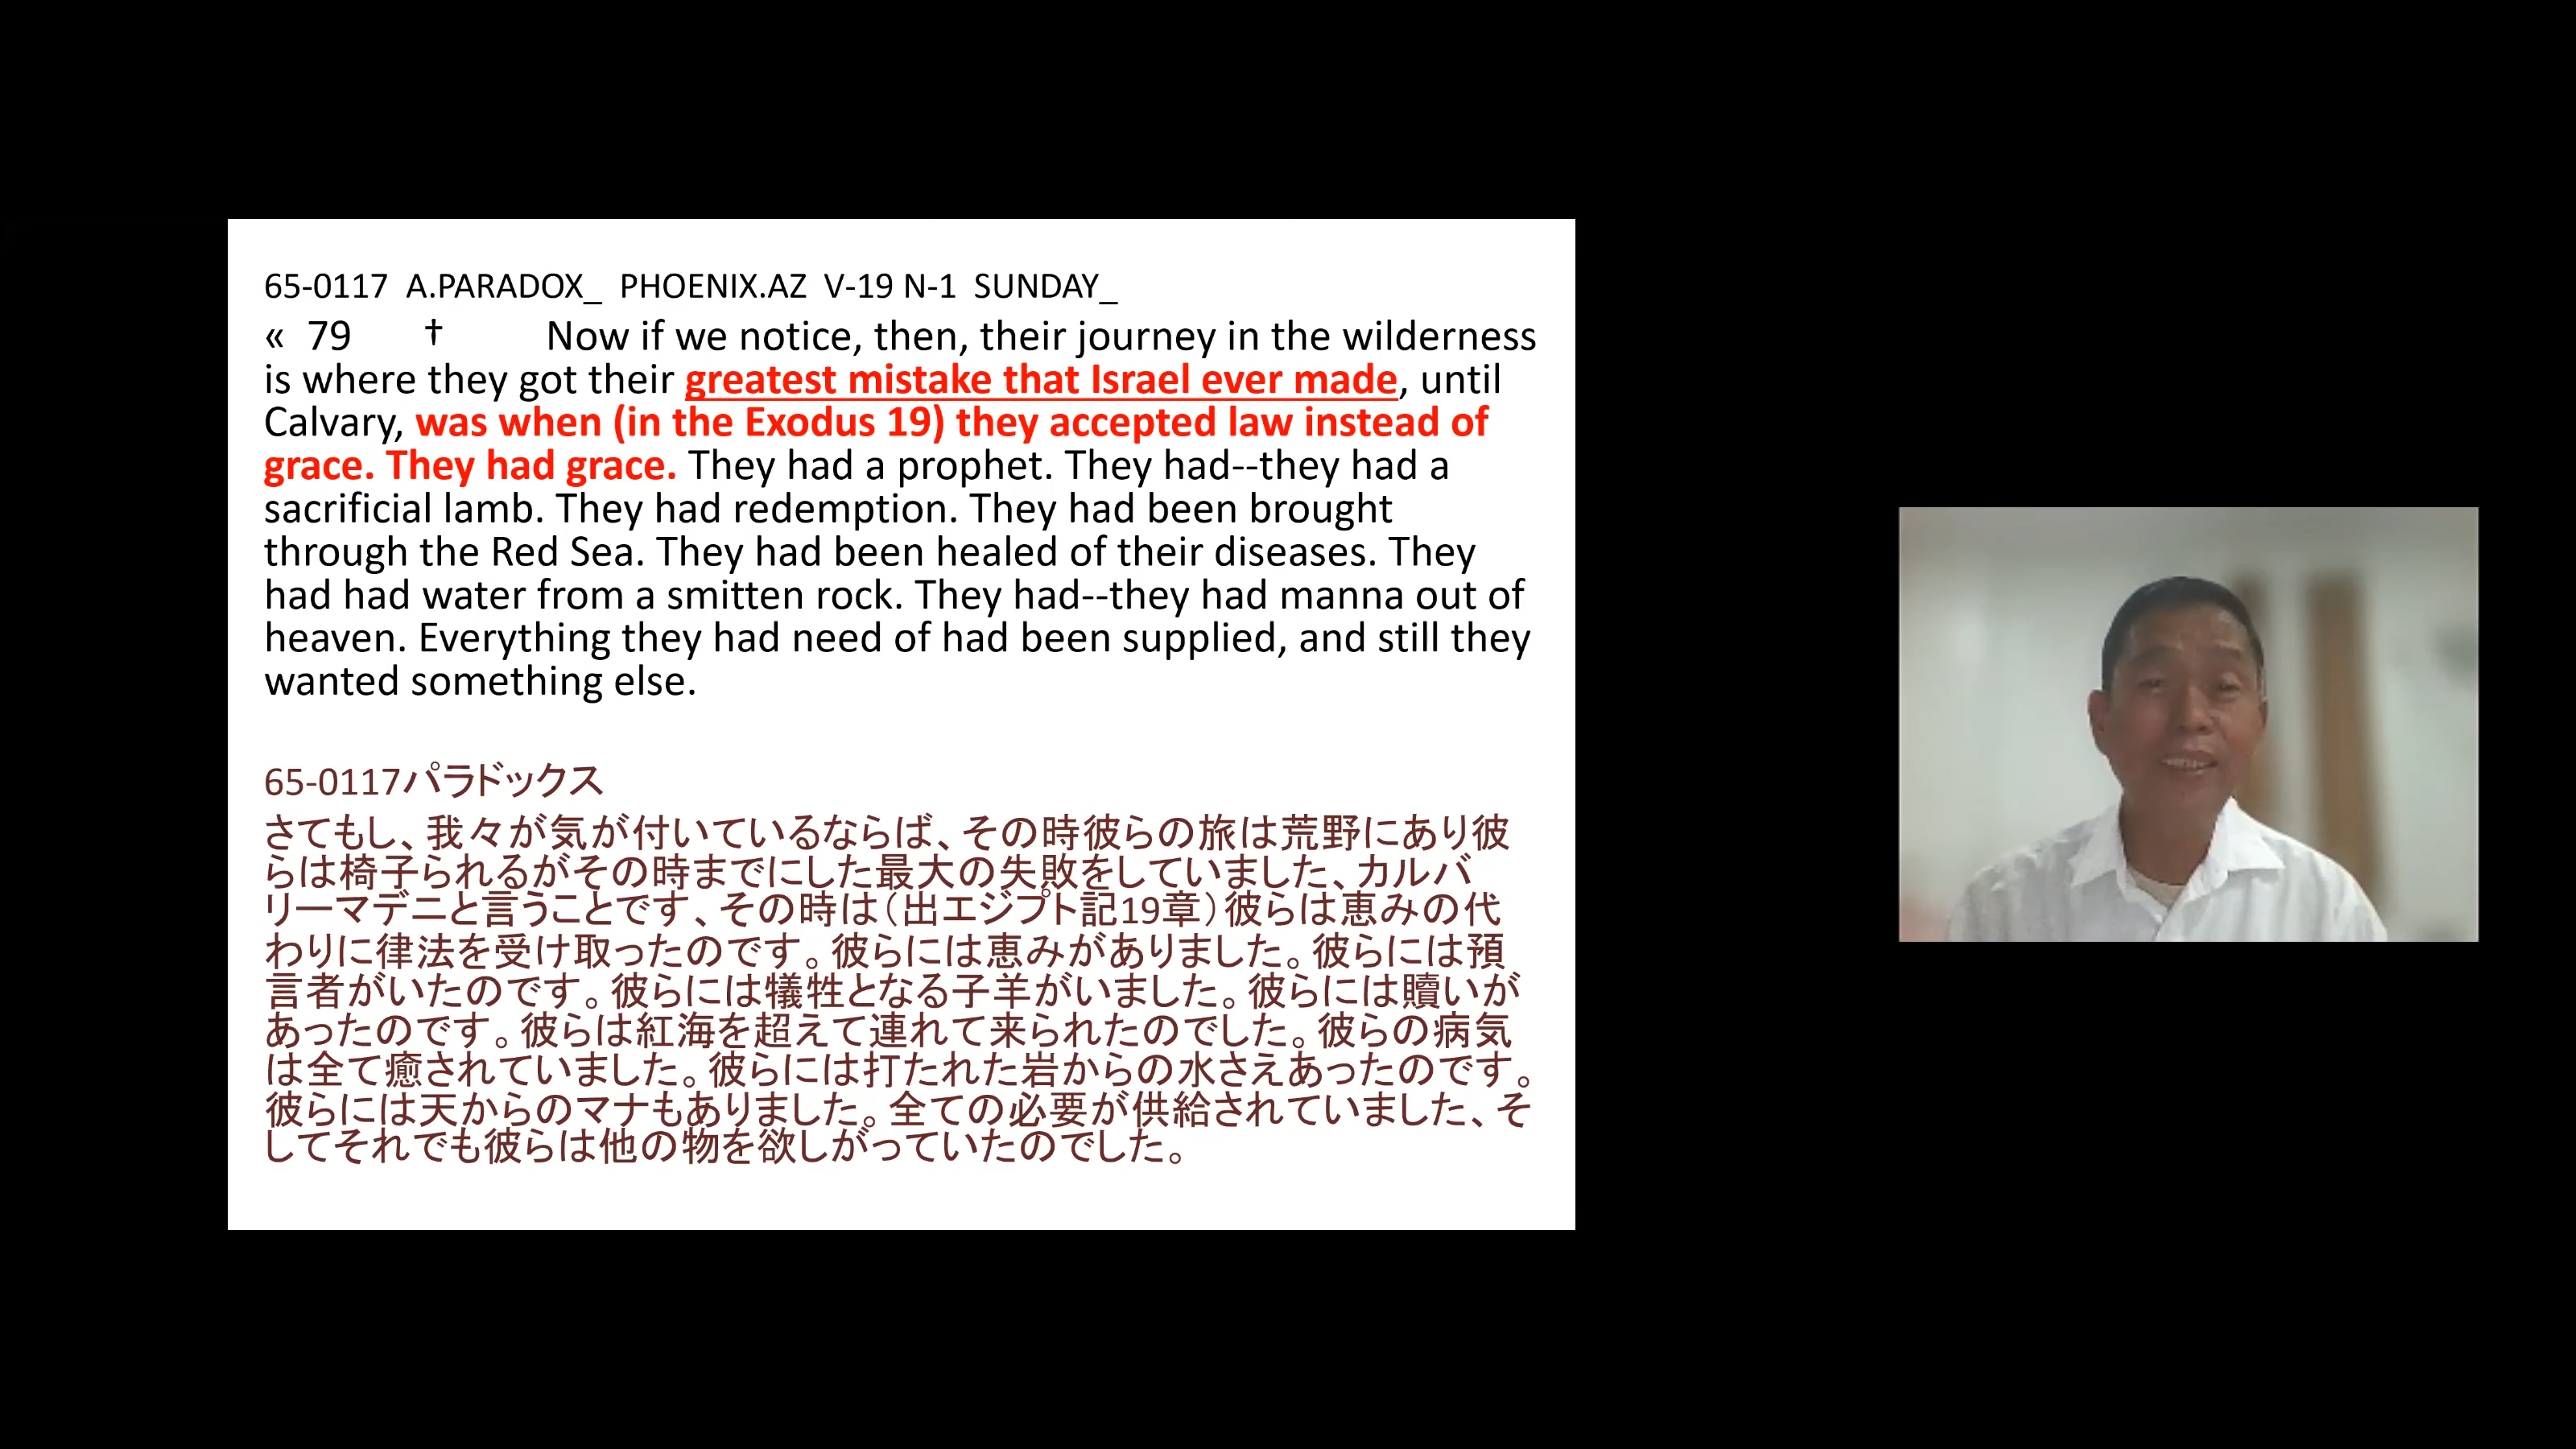 65-0117  A.PARADOX_  PHOENIX.AZ  V-19 N-1  SUNDAY_
«  79  †  Now if we notice, then, their journey in the wilderness
is where they got their greatest mistake that Israel ever made, until
Calvary, was when (in the Exodus 19) they accepted law instead of
grace. They had grace. They had a prophet. They had--they had a
sacrificial lamb. They had redemption. They had been brought
through the Red Sea. They had been healed of their diseases. They
had had water from a smitten rock. They had--they had manna out of
heaven. Everything they had need of had been supplied, and still they
wanted something else.
65-0117パラドックス
さてもし、我々が気が付いているならば、その時彼らの旅は荒野にあり彼
らは椅子られるがその時までにした最大の失敗をしていました、カルバ
リーマデニと言うことです、その時は（出エジプト記19章）彼らは恵みの代
わりに律法を受け取ったのです。彼らには恵みがありました。彼らには預
言者がいたのです。彼らには犠牲となる子羊がいました。彼らには贖いが
あったのです。彼らは紅海を超えて連れて来られたのでした。彼らの病気
は全て癒されていました。彼らには打たれた岩からの水さえあったのです。
彼らには天からのマナもありました。全ての必要が供給されていました、そ
してそれでも彼らは他の物を欲しがっていたのでした。